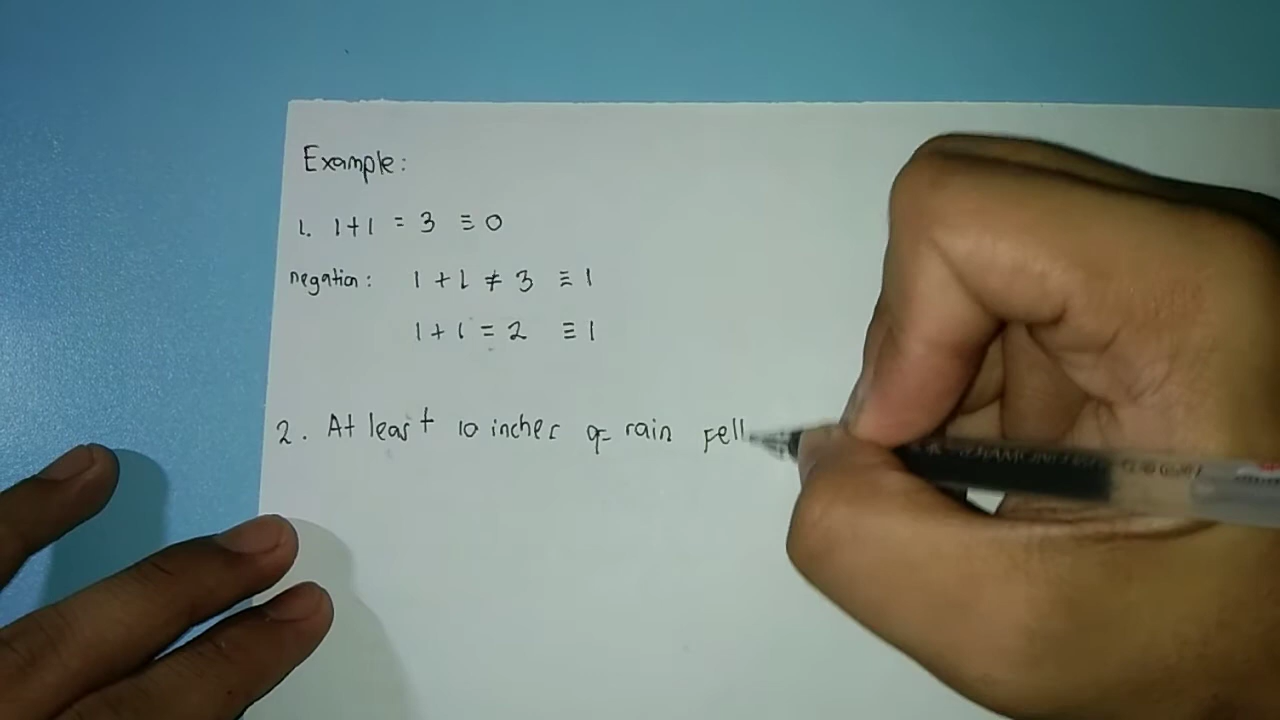 Example:
1. 1+1 = 3 ≡ 0
negation: 1 + 1 ≠ 3 ≡ 1
1 + 1 = 2 ≡ 1
2. At least 10 inches of rain fell